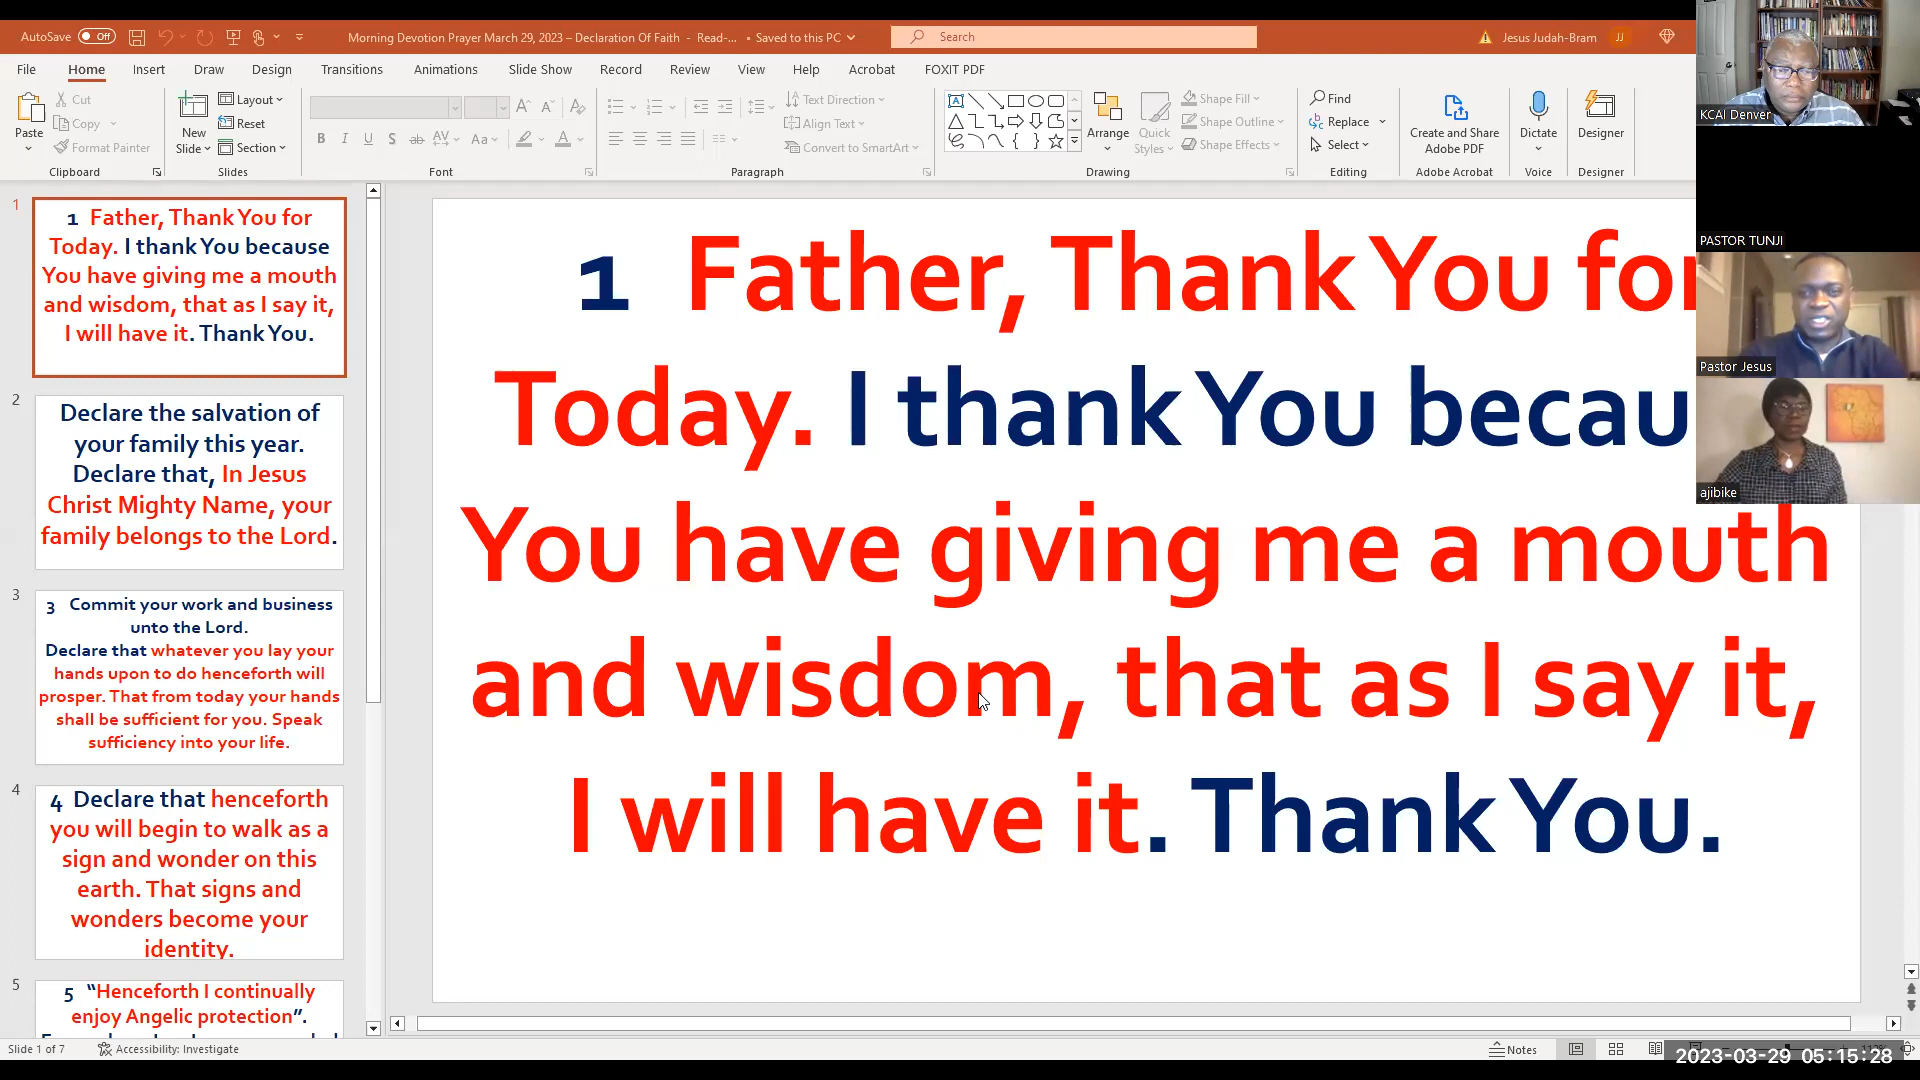 AutoSave Off
Morning Devotion Prayer March 29, 2023 – Declaration Of Faith - Read-... • Saved to this PC
Search
Jesus Judah-Bram JJ
File Home Insert Draw Design Transitions Animations Slide Show Record Review View Help Acrobat FOXIT PDF
Paste
Cut
Copy
Format Painter
Clipboard
New Slide
Layout
Reset
Section
Slides
Font
Text Direction
Align Text
Convert to SmartArt
Paragraph
Arrange
Quick Styles
Shape Fill
Shape Outline
Shape Effects
Drawing
Find
Replace
Select
Editing
Create and Share Adobe PDF
Adobe Acrobat
Dictate
Voice
Designer
Designer
KCAI Denver
PASTOR TUNJI
Pastor Jesus
ajibike
1
1 Father, Thank You for
Today. I thank You because
You have giving me a mouth
and wisdom, that as I say it,
I will have it. Thank You.
2
Declare the salvation of
your family this year.
Declare that, In Jesus
Christ Mighty Name, your
family belongs to the Lord.
3
3 Commit your work and business
unto the Lord.
Declare that whatever you lay your
hands upon to do henceforth will
prosper. That from today your hands
shall be sufficient for you. Speak
sufficiency into your life.
4
4 Declare that henceforth
you will begin to walk as a
sign and wonder on this
earth. That signs and
wonders become your
identity.
5
5 “Henceforth I continually
enjoy Angelic protection”.
1 Father, Thank You for
Today. I thank You becau
You have giving me a mouth
and wisdom, that as I say it,
I will have it. Thank You.
Slide 1 of 7
Accessibility: Investigate
Notes
2023-03-29 05:15:28